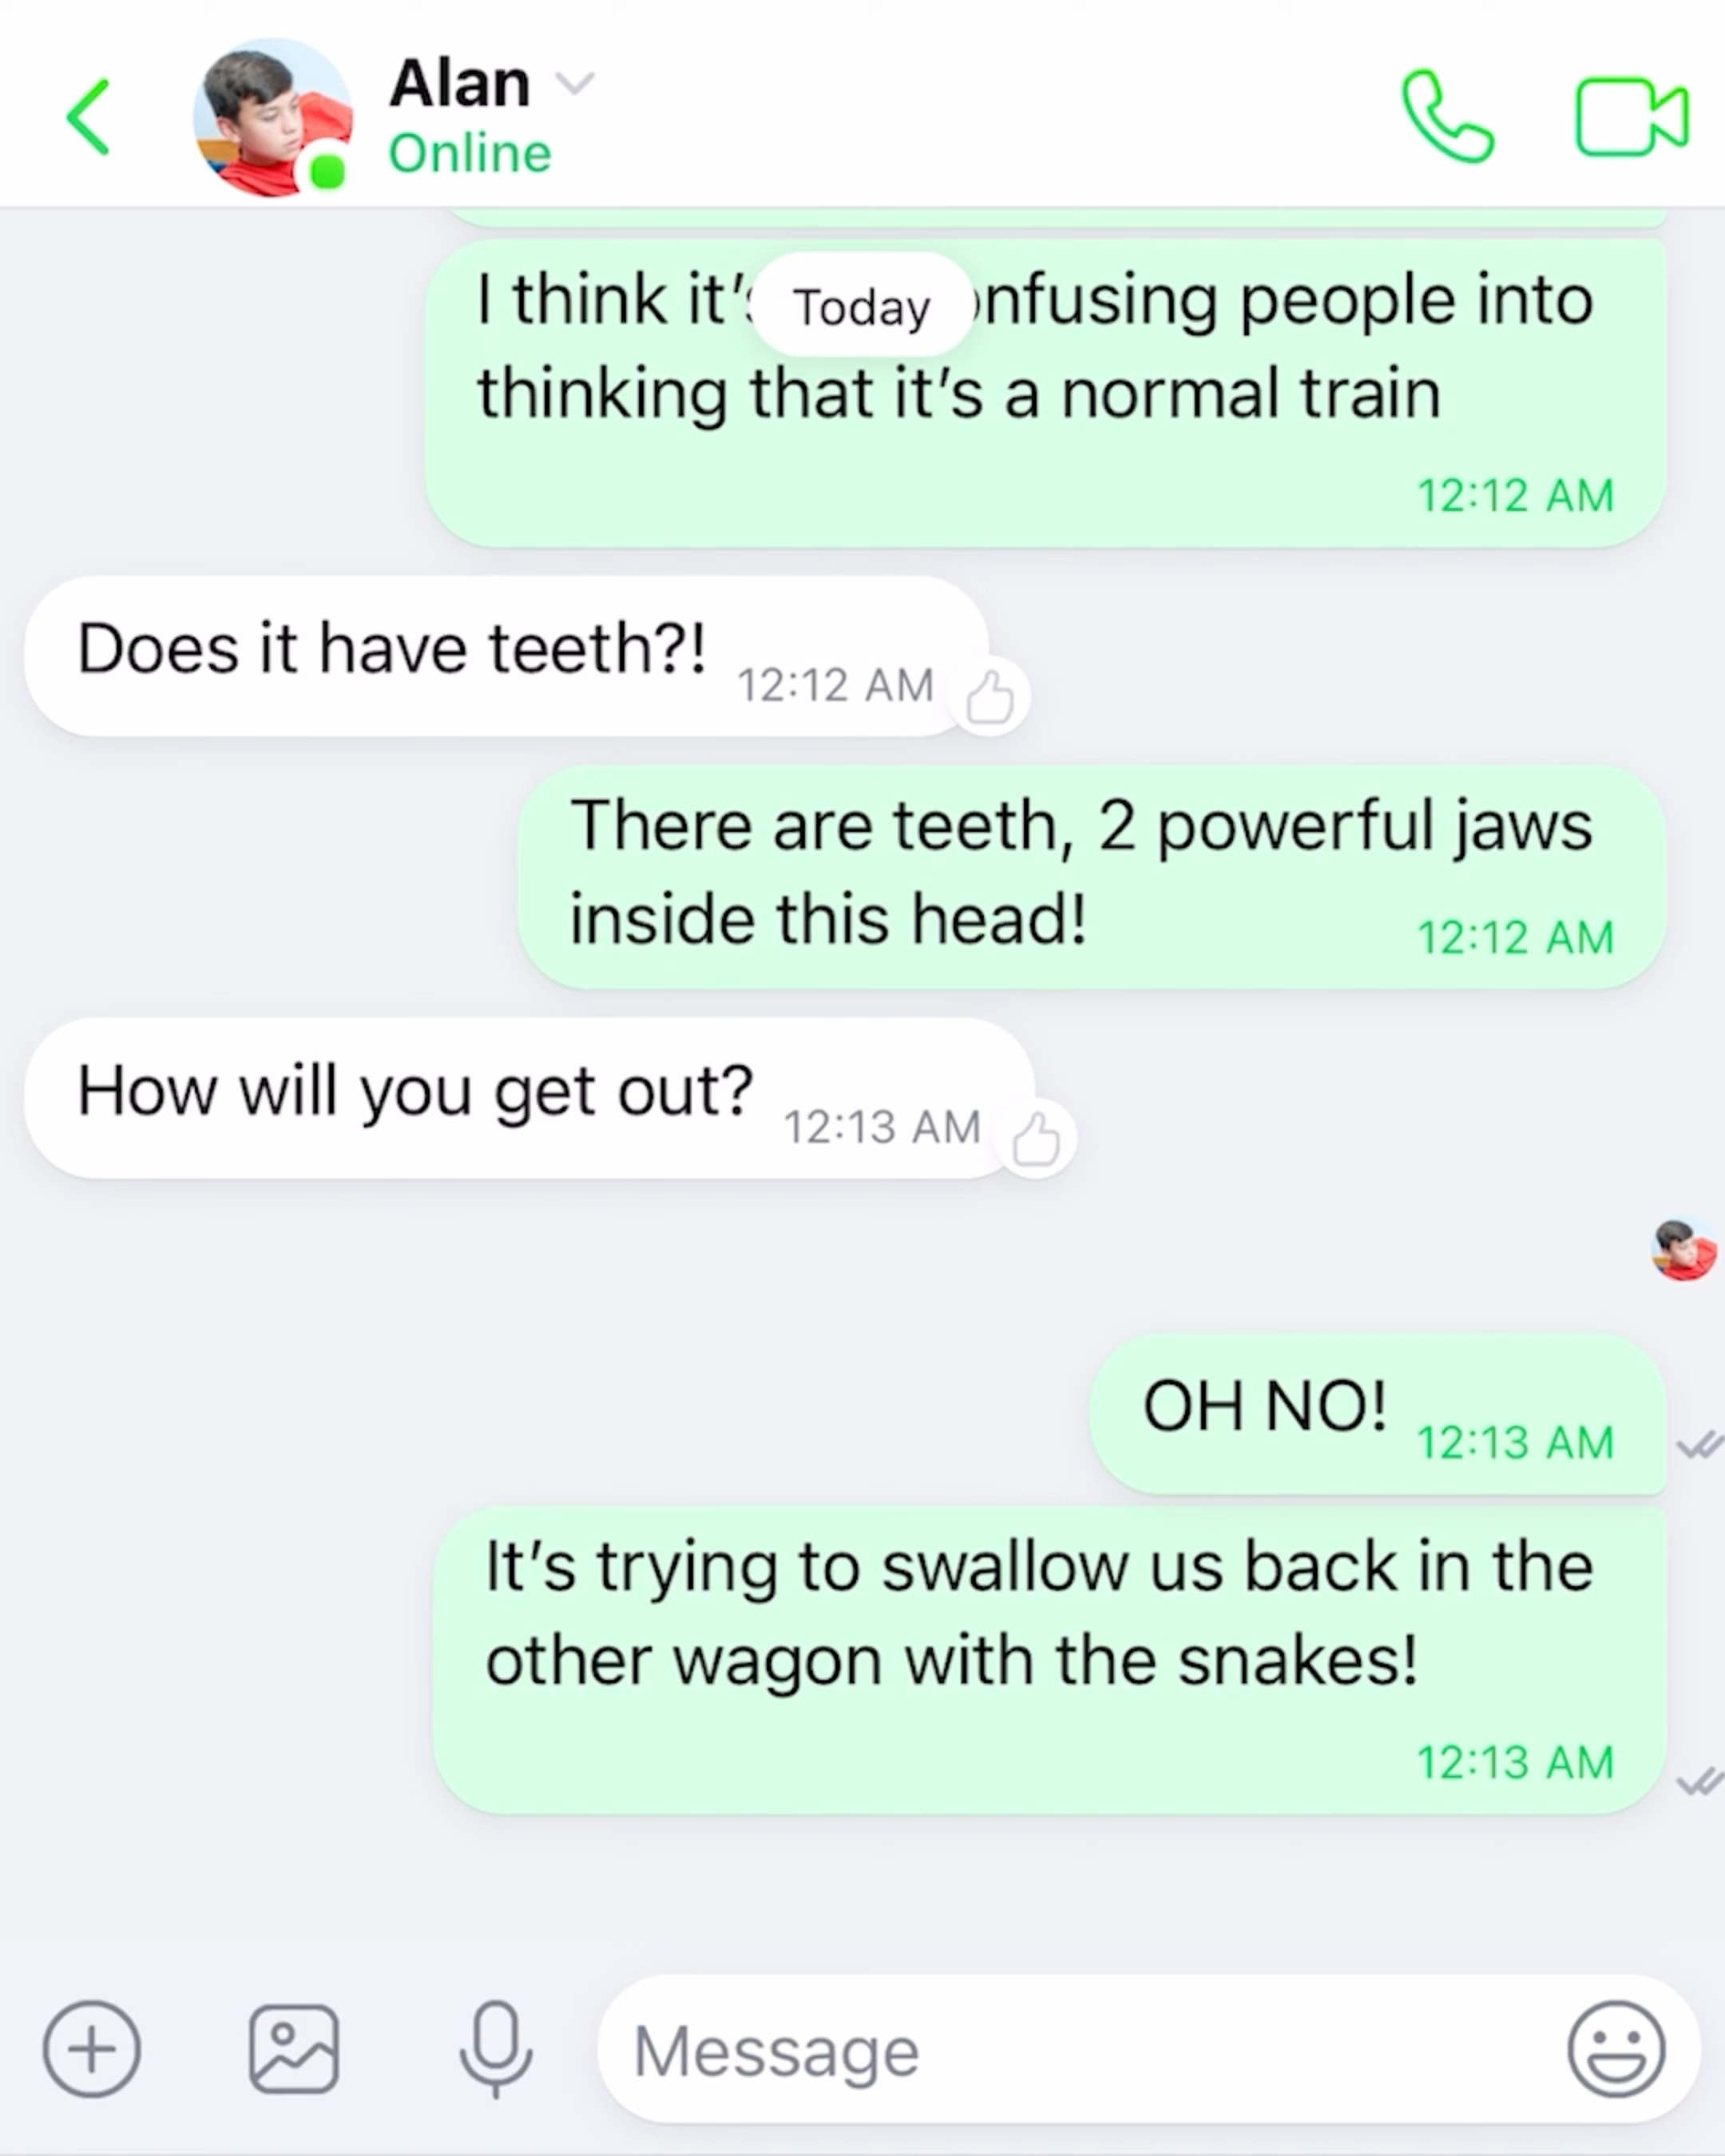 Alan
Online
Today
I think it's onfusing people into
thinking that it's a normal train
12:12 AM
Does it have teeth?!
12:12 AM
There are teeth, 2 powerful jaws
inside this head!
12:12 AM
How will you get out?
12:13 AM
OH NO!
12:13 AM
It's trying to swallow us back in the
other wagon with the snakes!
12:13 AM
Message